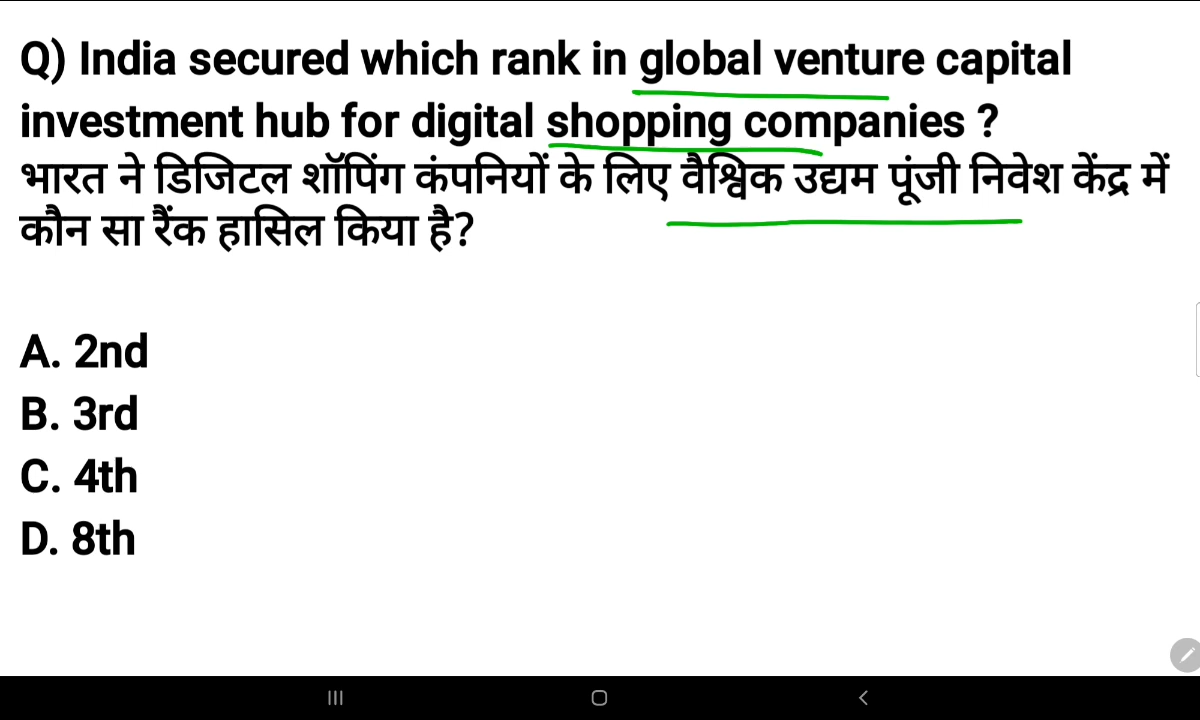 Q) India secured which rank in global venture capital
investment hub for digital shopping companies ?
भारत ने डिजिटल शॉपिंग कंपनियों के लिए वैश्विक उद्यम पूंजी निवेश केंद्र में
कौन सा रैंक हासिल किया है?
A. 2nd
B. 3rd
C. 4th
D. 8th